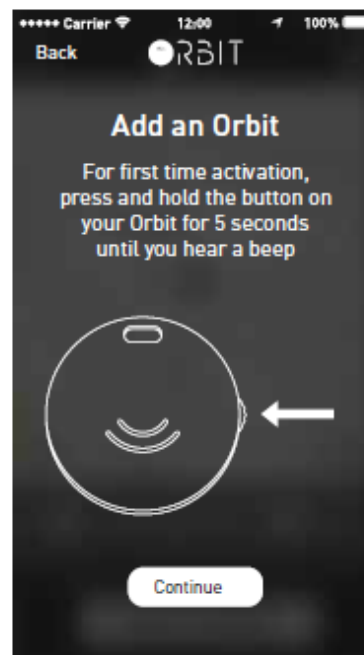 Carrier 12:00 100%
Back ORBIT
Add an Orbit
For first time activation,
press and hold the button on
your Orbit for 5 seconds
until you hear a beep
Continue